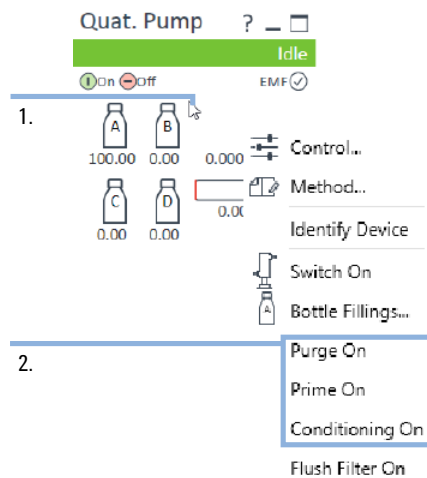 Quat. Pump ?
Idle
On Off EMF
1.
A B
100.00 0.00 0.000
Control...
Method...
C D
0.00
0.00 0.00
Identify Device
Switch On
A
Bottle Fillings...
2.
Purge On
Prime On
Conditioning On
Flush Filter On